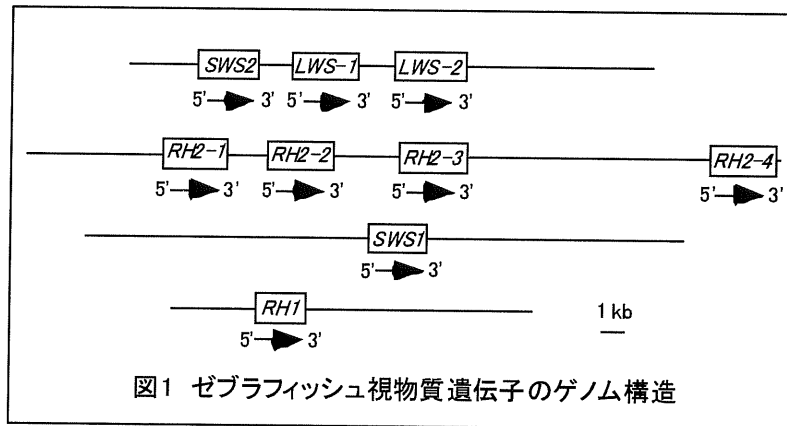 SWS2 LWS-1 LWS-2
5' 3' 5' 3' 5' 3'
RH2-1 RH2-2 RH2-3 RH2-4
5' 3' 5' 3' 5' 3' 5' 3'
SWS1
5' 3'
RH1
1 kb
5' 3'
図1 ゼブラフィッシュ視物質遺伝子のゲノム構造